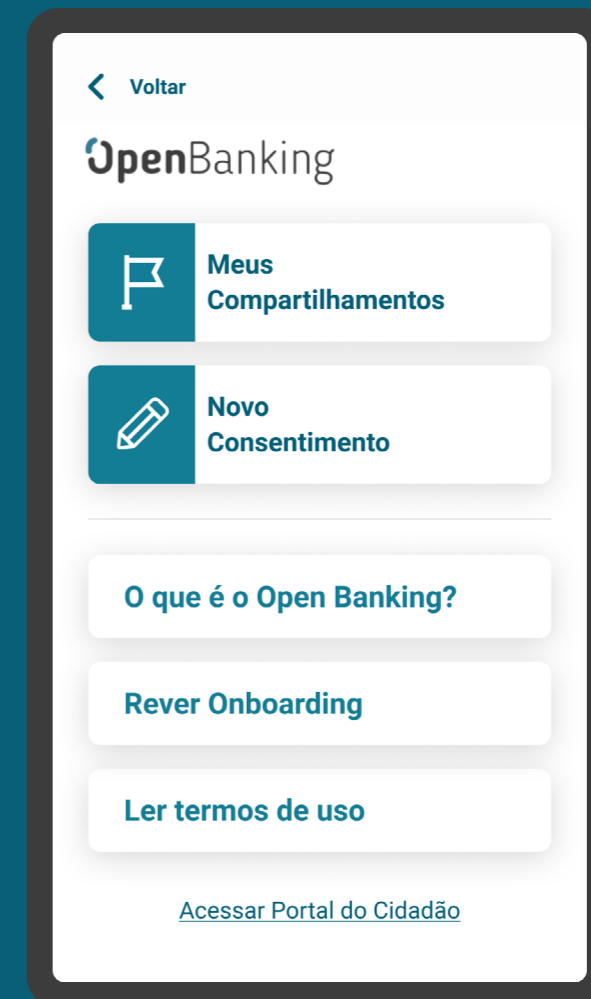 Voltar
OpenBanking
Meus
Compartilhamentos
Novo
Consentimento
O que é o Open Banking?
Rever Onboarding
Ler termos de uso
Acessar Portal do Cidadão